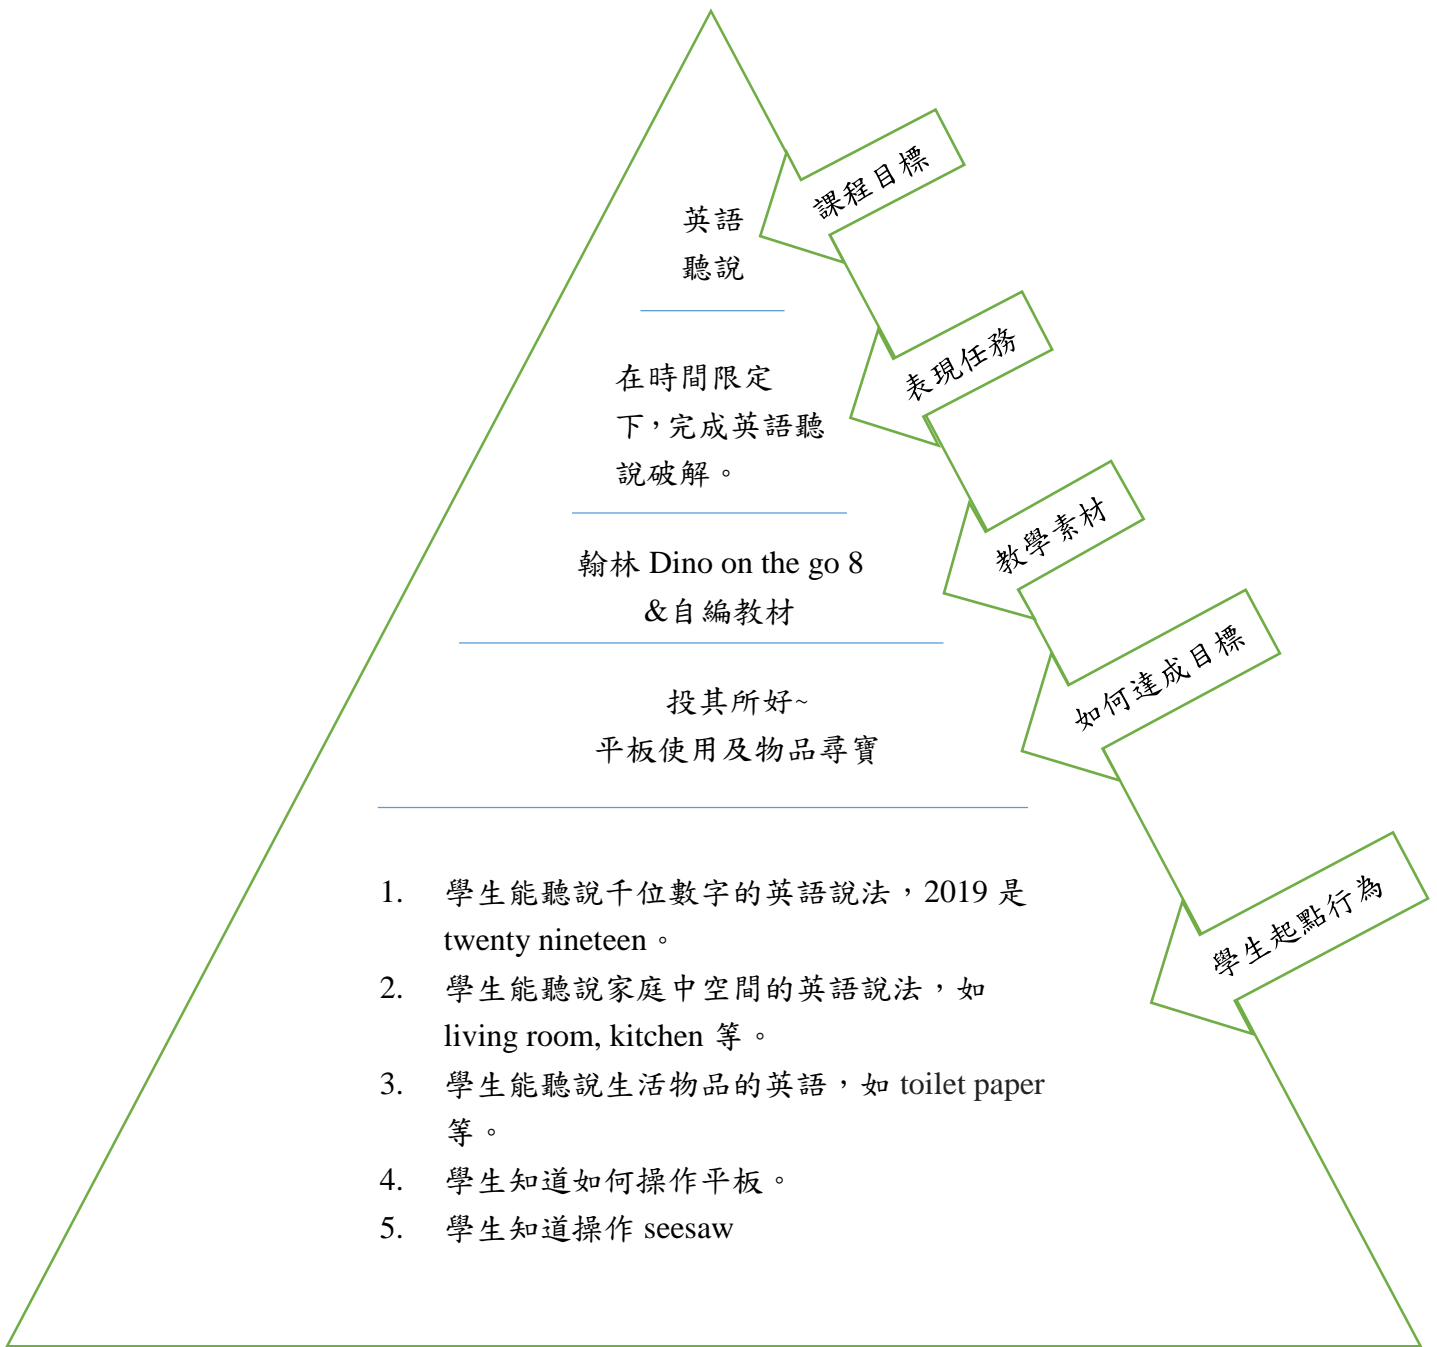 課程目標
英語
聽說
表現任務
在時間限定
下，完成英語聽
說破解。
教學素材
翰林 Dino on the go 8
&自編教材
如何達成目標
投其所好~
平板使用及物品尋寶
學生起點行為
1. 學生能聽說千位數字的英語說法，2019 是
twenty nineteen。
2. 學生能聽說家庭中空間的英語說法，如
living room, kitchen 等。
3. 學生能聽說生活物品的英語，如 toilet paper
等。
4. 學生知道如何操作平板。
5. 學生知道操作 seesaw